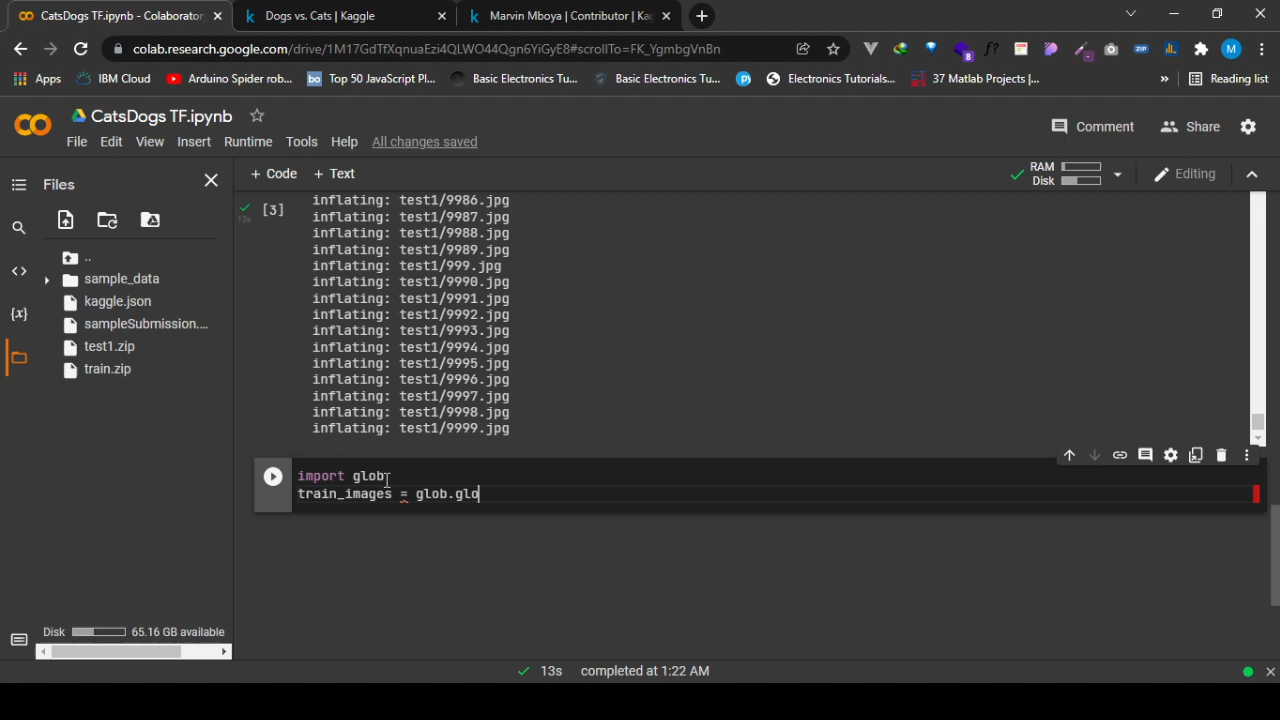 CatsDogs TF.ipynb - Colaborator
Dogs vs. Cats | Kaggle
Marvin Mboya | Contributor | Kag
colab.research.google.com/drive/1M17GdTfXqnuaEzi4QLWO44Qgn6YiGyE8#scrollTo=FK_YgmbgVnBn
Apps
IBM Cloud
Arduino Spider rob...
Top 50 JavaScript Pl...
Basic Electronics Tu...
Basic Electronics Tu...
Electronics Tutorials...
37 Matlab Projects |...
»
Reading list
CatsDogs TF.ipynb
Comment
Share
File Edit View Insert Runtime Tools Help All changes saved
Files
+ Code + Text
RAM
Disk
Editing
..
sample_data
kaggle.json
sampleSubmission....
test1.zip
train.zip
[3]
13s
inflating: test1/9986.jpg
inflating: test1/9987.jpg
inflating: test1/9988.jpg
inflating: test1/9989.jpg
inflating: test1/999.jpg
inflating: test1/9990.jpg
inflating: test1/9991.jpg
inflating: test1/9992.jpg
inflating: test1/9993.jpg
inflating: test1/9994.jpg
inflating: test1/9995.jpg
inflating: test1/9996.jpg
inflating: test1/9997.jpg
inflating: test1/9998.jpg
inflating: test1/9999.jpg
import glob
train_images = glob.glo
Disk 65.16 GB available
13s completed at 1:22 AM